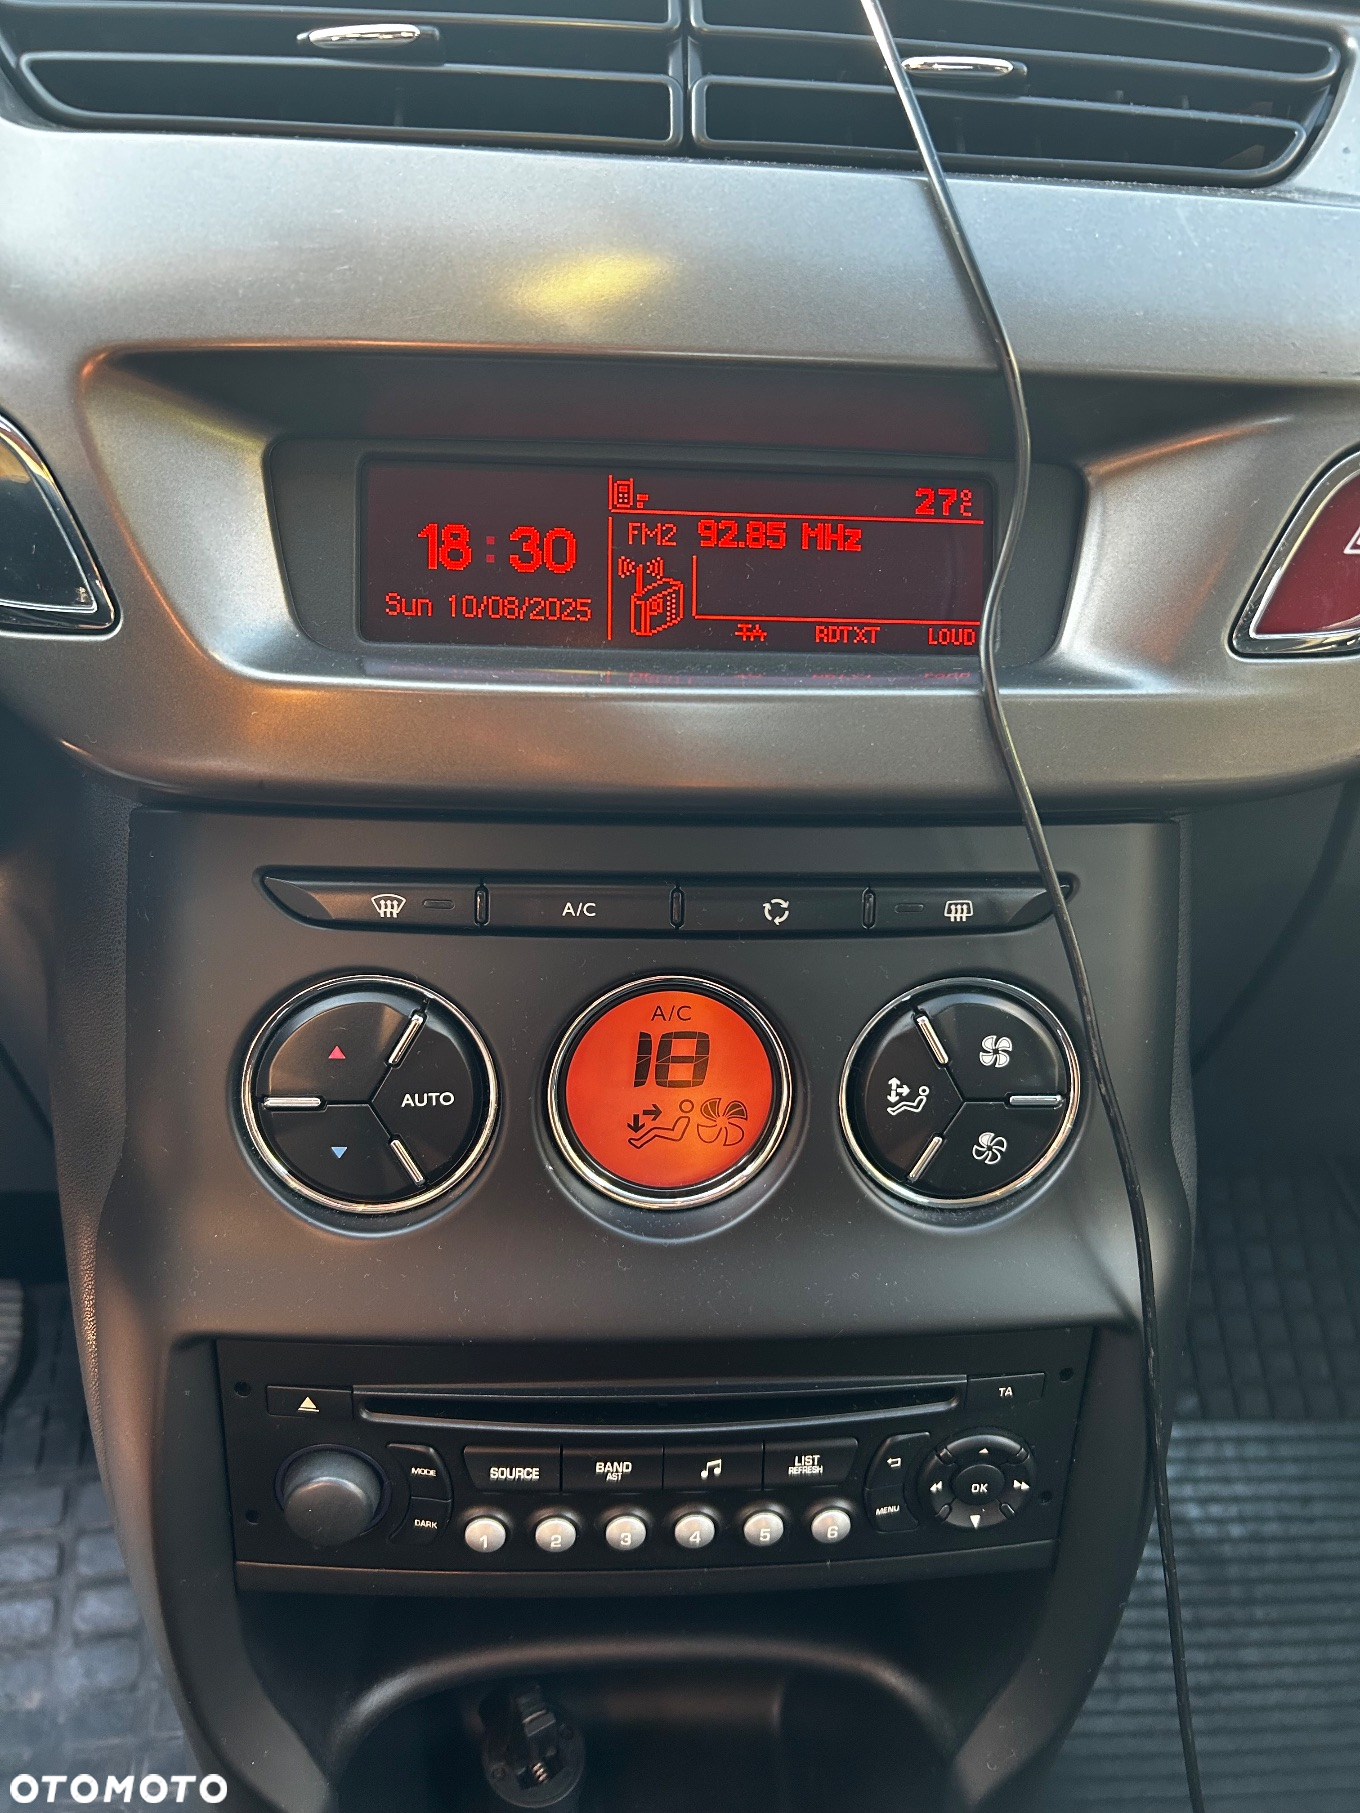 27°C
FM2 92.85 MHz
18:30
Sun 10/08/2025
TA RDTXT LOUD
A/C
A/C
18
AUTO
TA
MODE SOURCE BAND LIST
AST REFRESH
OK
DARK MENU
1 2 3 4 5 6
OTOMOTO